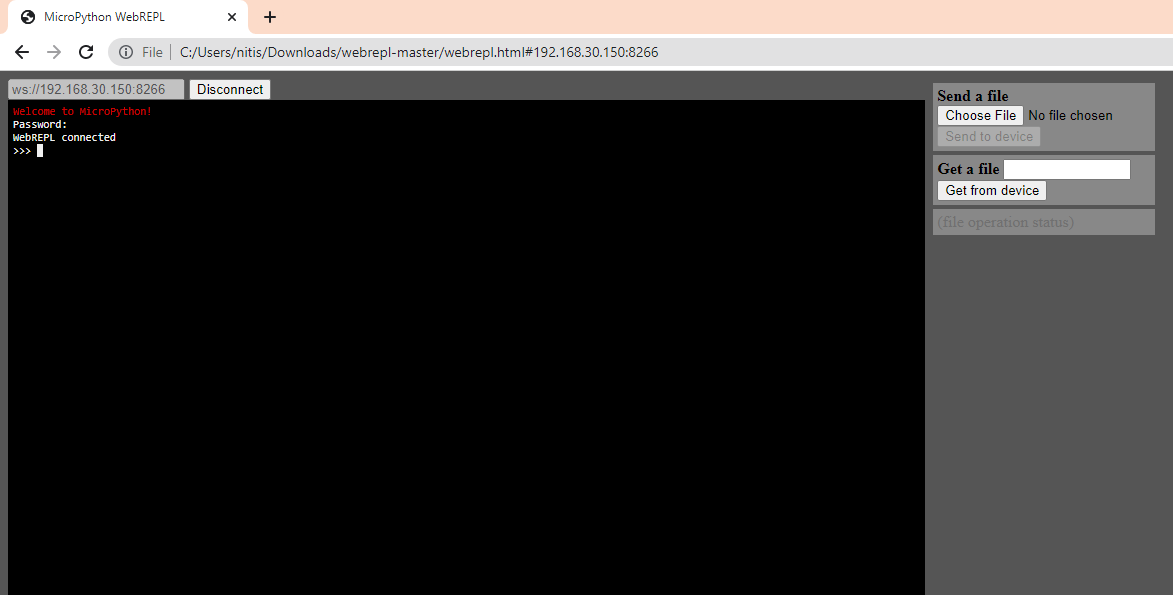 MicroPython WebREPL
File
C:/Users/nitis/Downloads/webrepl-master/webrepl.html#192.168.30.150:8266
ws://192.168.30.150:8266
Disconnect
Welcome to MicroPython!
Password:
WebREPL connected
>>>
Send a file
Choose File No file chosen
Send to device
Get a file
Get from device
(file operation status)